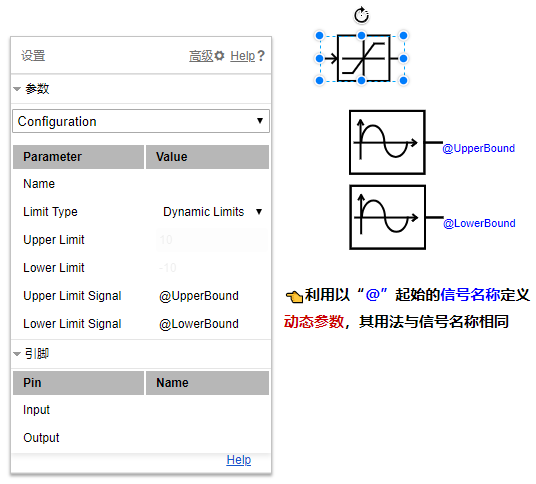 设置 高级 Help ?
参数
Configuration
Parameter Value
Name
Limit Type Dynamic Limits
Upper Limit 10
Lower Limit -10
Upper Limit Signal @UpperBound
Lower Limit Signal @LowerBound
引脚
Pin Name
Input
Output
Help
@UpperBound
@LowerBound
利用以“@”起始的信号名称定义
动态参数，其用法与信号名称相同